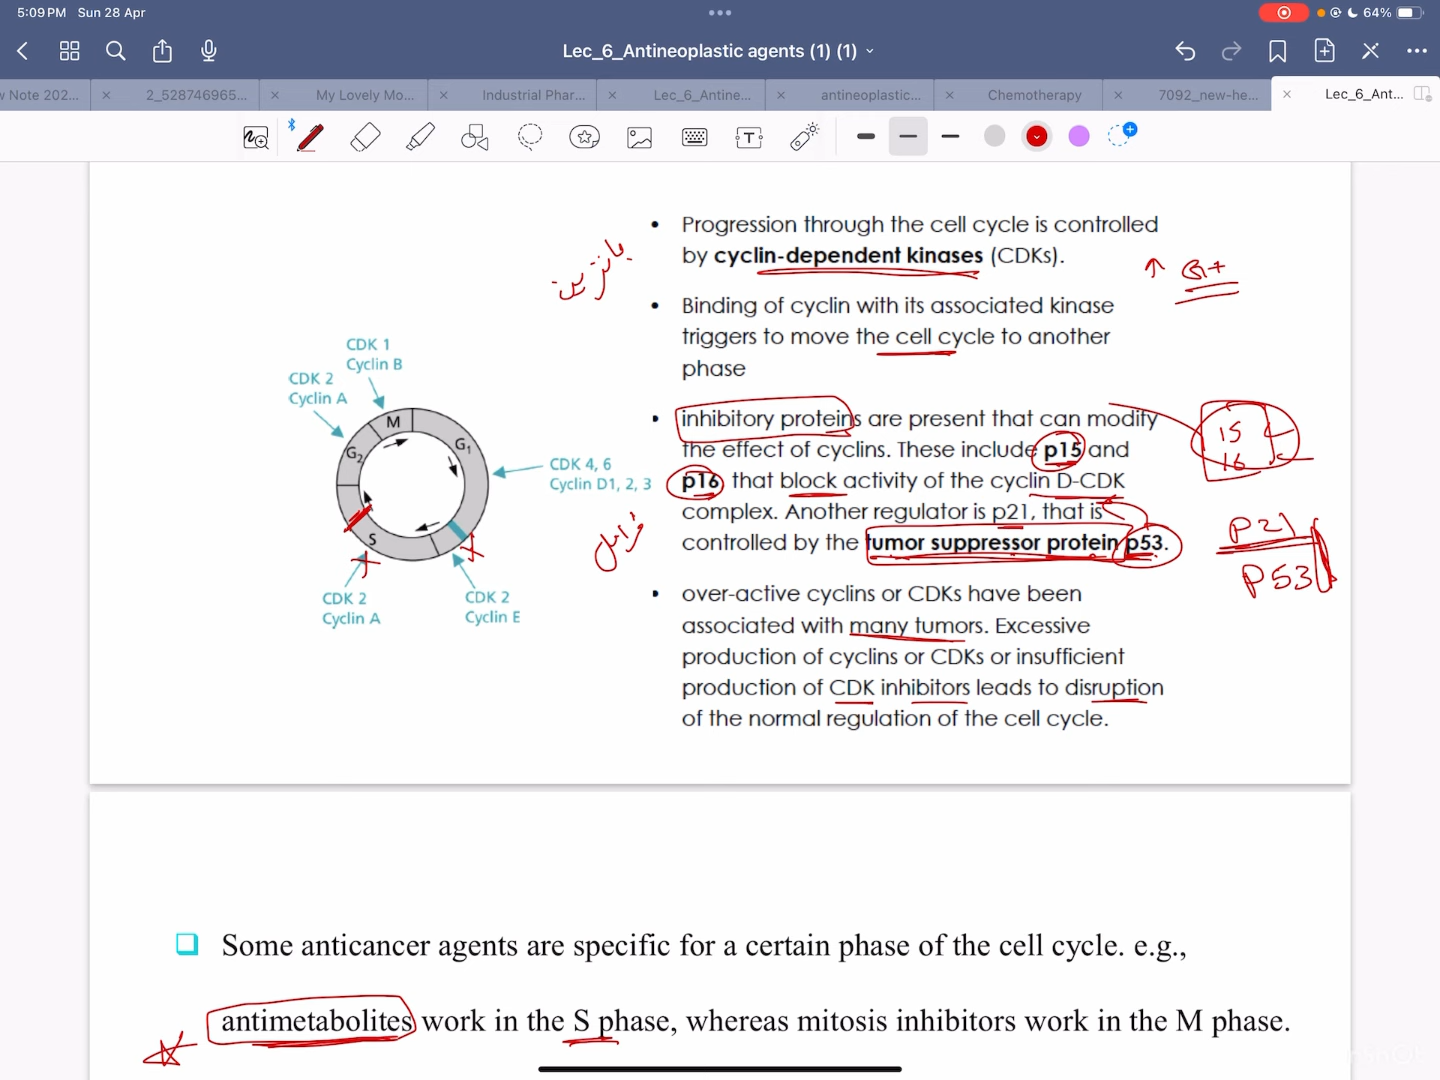 5:09 PM Sun 28 Apr
64%
Lec_6_Antineoplastic agents (1) (1)
w Note 202...
2_528746965...
My Lovely Mo...
Industrial Phar...
Lec_6_Antine...
antineoplastic...
Chemotherapy
7092_new-he...
Lec_6_Ant...
• Progression through the cell cycle is controlled
by cyclin-dependent kinases (CDKs).
• Binding of cyclin with its associated kinase
triggers to move the cell cycle to another
phase
• inhibitory proteins are present that can modify
the effect of cyclins. These include p15 and
p16 that block activity of the cyclin D-CDK
complex. Another regulator is p21, that is
controlled by the tumor suppressor protein p53.
• over-active cyclins or CDKs have been
associated with many tumors. Excessive
production of cyclins or CDKs or insufficient
production of CDK inhibitors leads to disruption
of the normal regulation of the cell cycle.
15
16
P21
P53
CDK 1
Cyclin B
CDK 2
Cyclin A
M
G2
G1
S
CDK 4, 6
Cyclin D1, 2, 3
CDK 2
Cyclin A
CDK 2
Cyclin E
❑ Some anticancer agents are specific for a certain phase of the cell cycle. e.g.,
antimetabolites work in the S phase, whereas mitosis inhibitors work in the M phase.